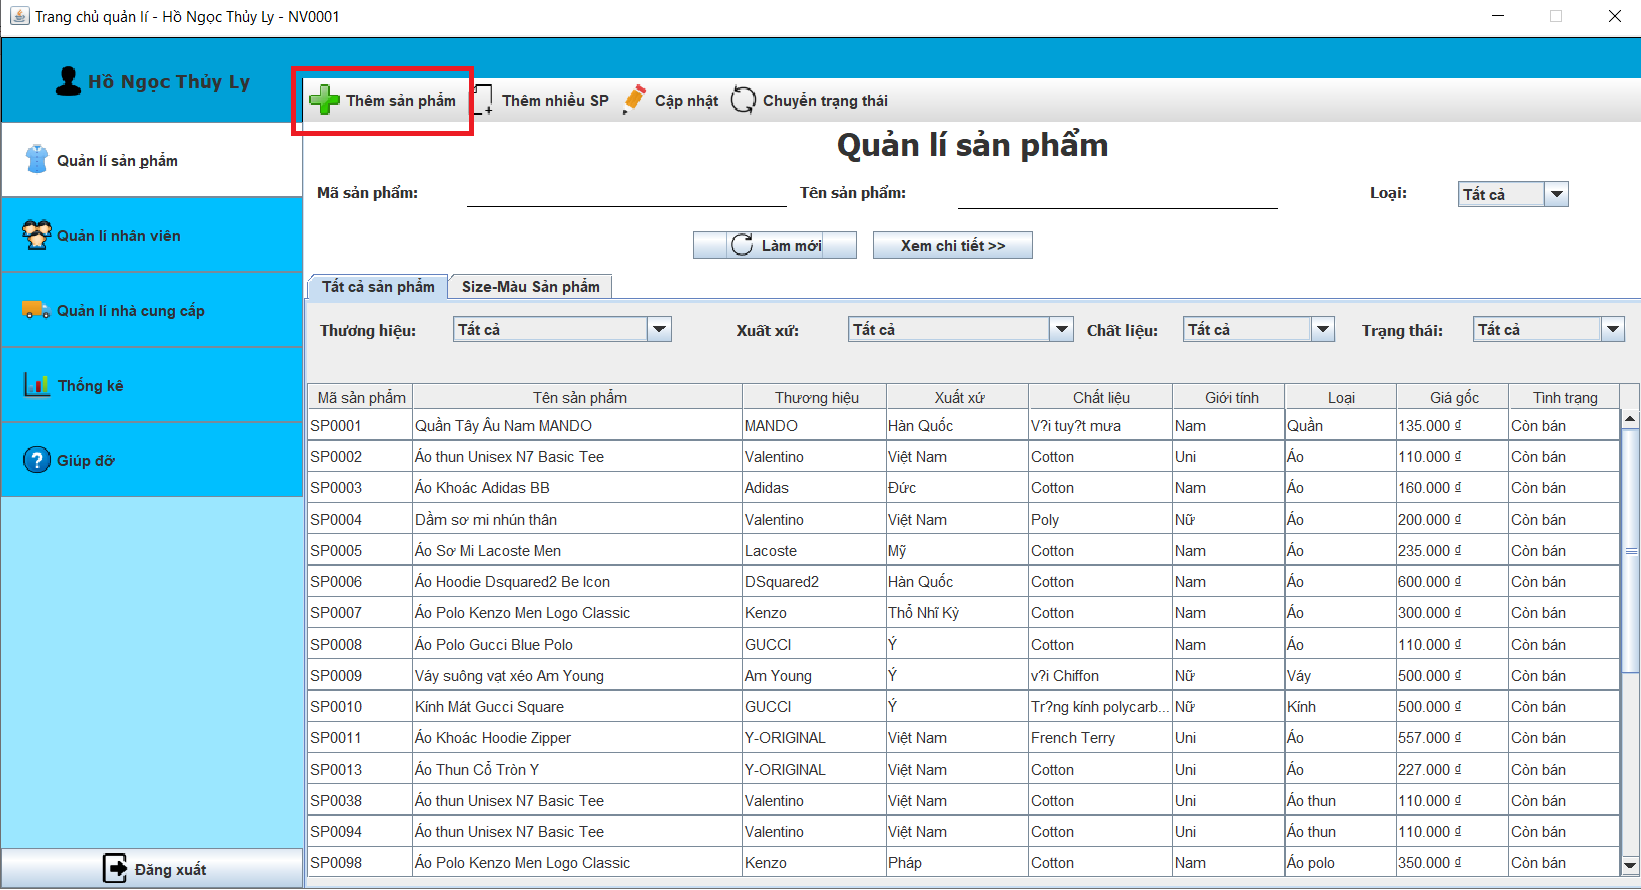 Trang chủ quản lí - Hồ Ngọc Thủy Ly - NV0001
Hồ Ngọc Thủy Ly
Thêm sản phẩm Thêm nhiều SP Cập nhật Chuyển trạng thái
Quản lí sản phẩm
Quản lí nhân viên
Quản lí nhà cung cấp
Thống kê
Giúp đỡ
Đăng xuất
Quản lí sản phẩm
Mã sản phẩm: Tên sản phẩm: Loại: Tất cả
Làm mới Xem chi tiết >>
Tất cả sản phẩm Size-Màu Sản phẩm
Thương hiệu: Tất cả Xuất xứ: Tất cả Chất liệu: Tất cả Trạng thái: Tất cả
Mã sản phẩm Tên sản phẩm Thương hiệu Xuất xứ Chất liệu Giới tính Loại Giá gốc Tình trạng
SP0001 Quần Tây Âu Nam MANDO MANDO Hàn Quốc V?i tuy?t mưa Nam Quần 135.000 ₫ Còn bán
SP0002 Áo thun Unisex N7 Basic Tee Valentino Việt Nam Cotton Uni Áo 110.000 ₫ Còn bán
SP0003 Áo Khoác Adidas BB Adidas Đức Cotton Nam Áo 160.000 ₫ Còn bán
SP0004 Dầm sơ mi nhún thân Valentino Việt Nam Poly Nữ Áo 200.000 ₫ Còn bán
SP0005 Áo Sơ Mi Lacoste Men Lacoste Mỹ Cotton Nam Áo 235.000 ₫ Còn bán
SP0006 Áo Hoodie Dsquared2 Be Icon DSquared2 Hàn Quốc Cotton Nam Áo 600.000 ₫ Còn bán
SP0007 Áo Polo Kenzo Men Logo Classic Kenzo Thổ Nhĩ Kỳ Cotton Nam Áo 300.000 ₫ Còn bán
SP0008 Áo Polo Gucci Blue Polo GUCCI Ý Cotton Nam Áo 110.000 ₫ Còn bán
SP0009 Váy suông vạt xéo Am Young Am Young Ý v?i Chiffon Nữ Váy 500.000 ₫ Còn bán
SP0010 Kính Mát Gucci Square GUCCI Ý Tr?ng kính polycarb... Nữ Kính 500.000 ₫ Còn bán
SP0011 Áo Khoác Hoodie Zipper Y-ORIGINAL Việt Nam French Terry Uni Áo 557.000 ₫ Còn bán
SP0013 Áo Thun Cổ Tròn Y Y-ORIGINAL Việt Nam Cotton Uni Áo 227.000 ₫ Còn bán
SP0038 Áo thun Unisex N7 Basic Tee Valentino Việt Nam Cotton Uni Áo thun 110.000 ₫ Còn bán
SP0094 Áo thun Unisex N7 Basic Tee Valentino Việt Nam Cotton Uni Áo thun 110.000 ₫ Còn bán
SP0098 Áo Polo Kenzo Men Logo Classic Kenzo Pháp Cotton Nam Áo polo 350.000 ₫ Còn bán